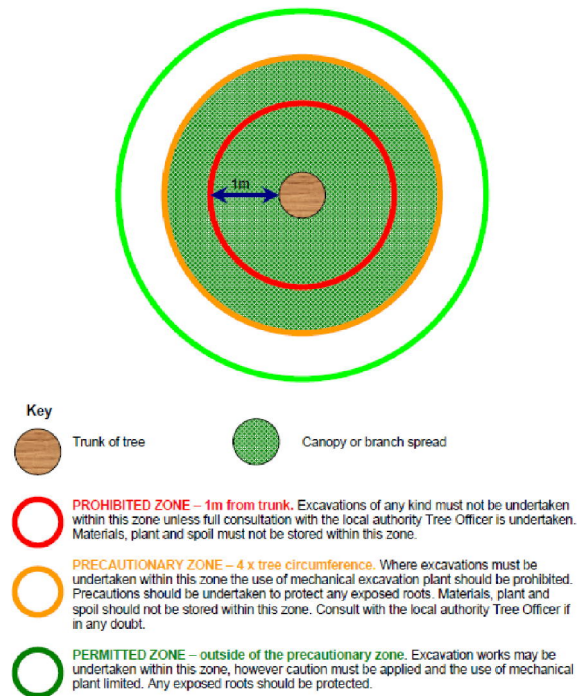 1m
Key
Trunk of tree
Canopy or branch spread
PROHIBITED ZONE – 1m from trunk. Excavations of any kind must not be undertaken
within this zone unless full consultation with the local authority Tree Officer is undertaken.
Materials, plant and spoil must not be stored within this zone.
PRECAUTIONARY ZONE – 4 x tree circumference. Where excavations must be
undertaken within this zone the use of mechanical excavation plant should be prohibited.
Precautions should be undertaken to protect any exposed roots. Materials, plant and
spoil should not be stored within this zone. Consult with the local authority Tree Officer if
in any doubt.
PERMITTED ZONE – outside of the precautionary zone. Excavation works may be
undertaken within this zone, however caution must be applied and the use of mechanical
plant limited. Any exposed roots should be protected.